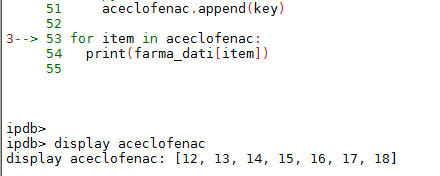 51     aceclofenac.append(key)
52
3--> 53 for item in aceclofenac:
54   print(farma_dati[item])
55
ipdb>
ipdb> display aceclofenac
display aceclofenac: [12, 13, 14, 15, 16, 17, 18]